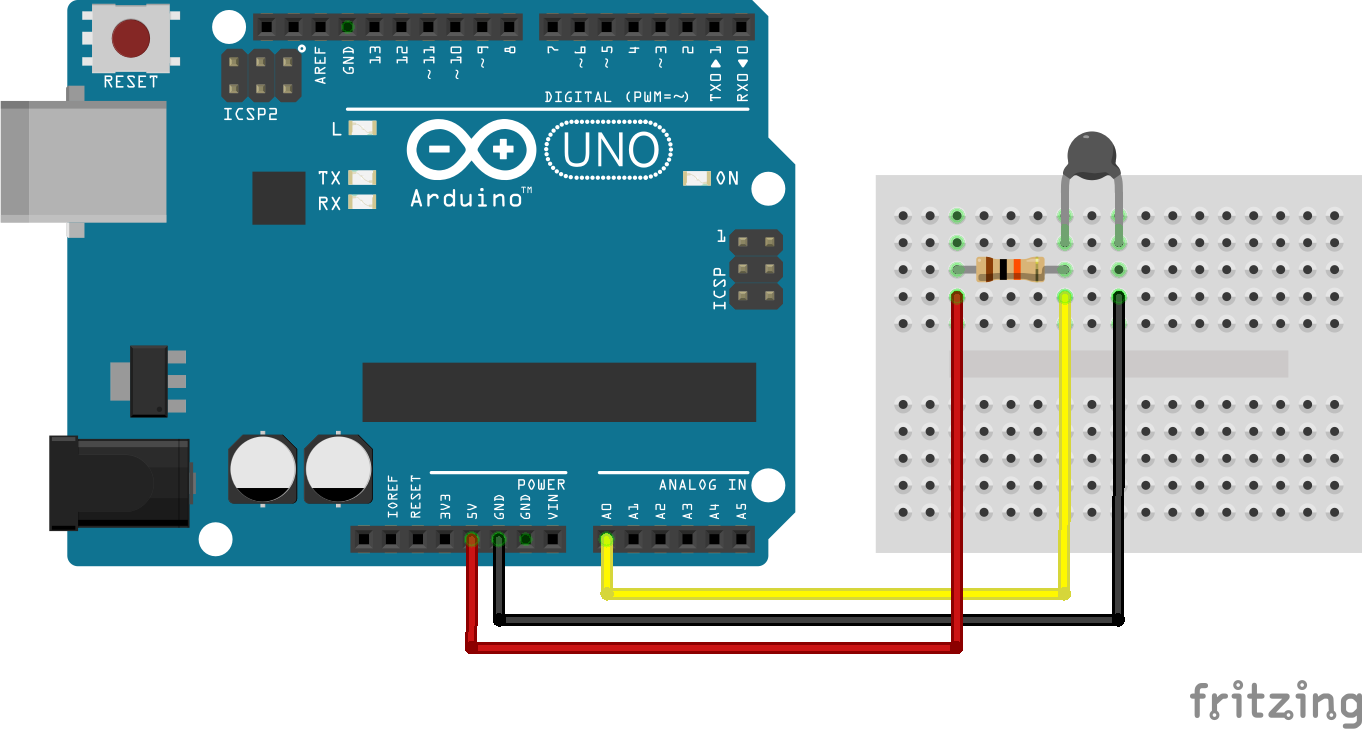 RESET
ICSP2
AREF
GND
13
12
~11
~10
~9
8
7
~6
~5
4
~3
2
TX0▶1
RX0◀0
DIGITAL (PWM=~)
L
TX
RX
Arduino™
UNO
ON
1
ICSP
POWER
ANALOG IN
IOREF
RESET
3V3
5V
GND
GND
VIN
A0
A1
A2
A3
A4
A5
fritzing